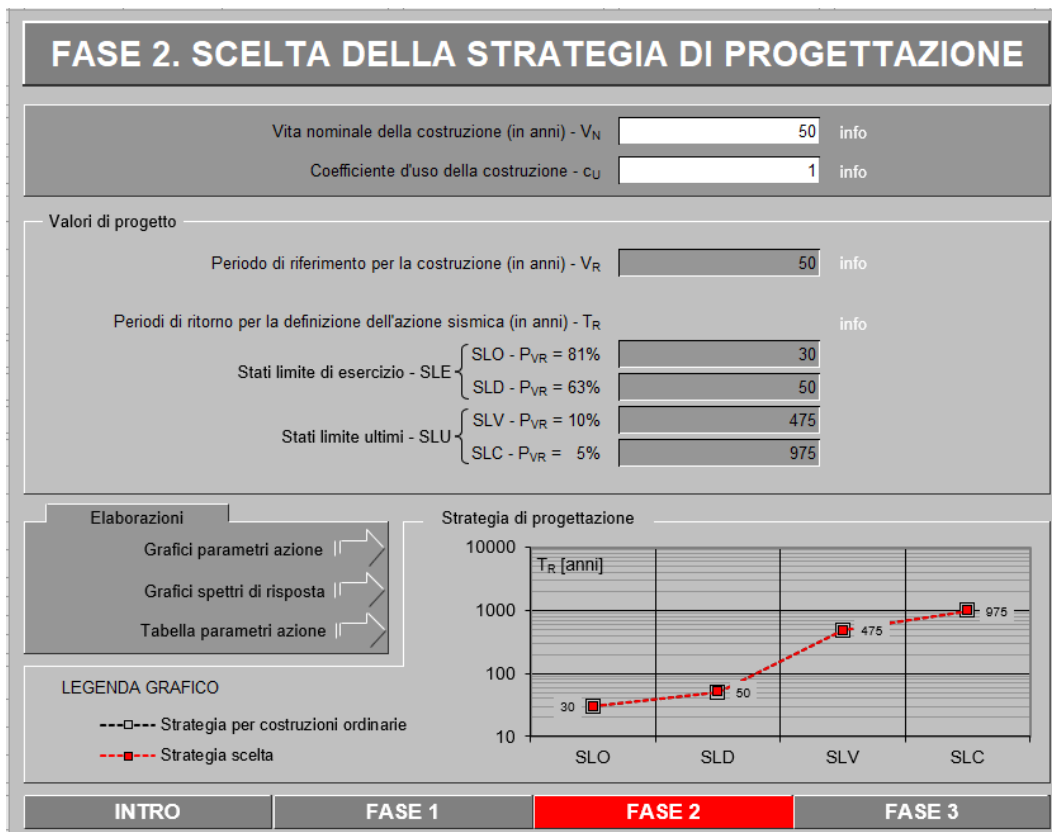 FASE 2. SCELTA DELLA STRATEGIA DI PROGETTAZIONE
Vita nominale della costruzione (in anni) - VN 50 info
Coefficiente d'uso della costruzione - cU 1 info
Valori di progetto
Periodo di riferimento per la costruzione (in anni) - VR 50 info
Periodi di ritorno per la definizione dell'azione sismica (in anni) - TR info
Stati limite di esercizio - SLE
SLO - PVR = 81% 30
SLD - PVR = 63% 50
Stati limite ultimi - SLU
SLV - PVR = 10% 475
SLC - PVR = 5% 975
Elaborazioni
Grafici parametri azione
Grafici spettri di risposta
Tabella parametri azione
LEGENDA GRAFICO
Strategia per costruzioni ordinarie
Strategia scelta
Strategia di progettazione
TR [anni]
10000
1000
100
10
30
50
475
975
SLO SLD SLV SLC
INTRO FASE 1 FASE 2 FASE 3